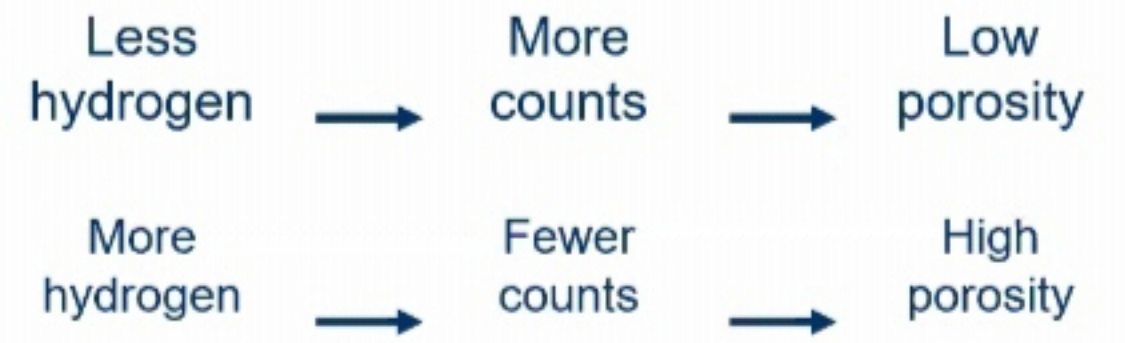 Less
hydrogen
More
counts
Low
porosity
More
hydrogen
Fewer
counts
High
porosity